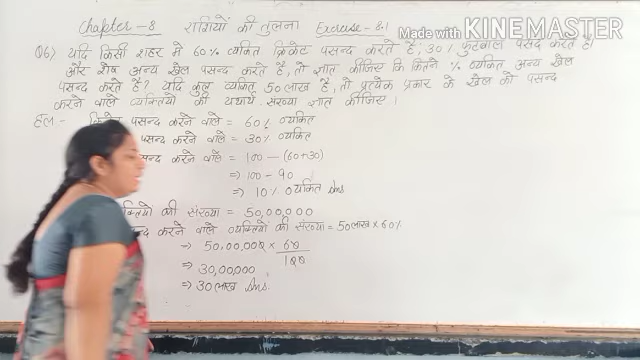 Chapter - 8 राशियों की तुलना Exercise - 8.1
Made with KINEMASTER
Q6) यदि किसी शहर मे 60% व्यक्ति क्रिकेट पसन्द करते है, 30% फुटबाल पसंद करते है।
और शेष अन्य खेल पसन्द करते है, तो ज्ञात कीजिए कि कितने % व्यक्ति अन्य खेल
पसन्द करते है? यदि कुल व्यक्ति 50 लाख है, तो प्रत्येक प्रकार के खेल को पसन्द
करने वाले व्यक्तियो की यथार्थ संख्या ज्ञात कीजिए।
हल :- पसन्द करने वाले = 60% व्यक्ति
पसन्द करने वाले = 30% व्यक्ति
करने वाले = 100 - (60+30)
⇒ 100 - 90
⇒ 10% व्यक्ति Ans
की संख्या = 50,00,000
करने वाले व्यक्तियों की संख्या = 50 लाख × 60%
⇒ 50,00,000 × 60/100
⇒ 30,00,000
⇒ 30 लाख Ans.